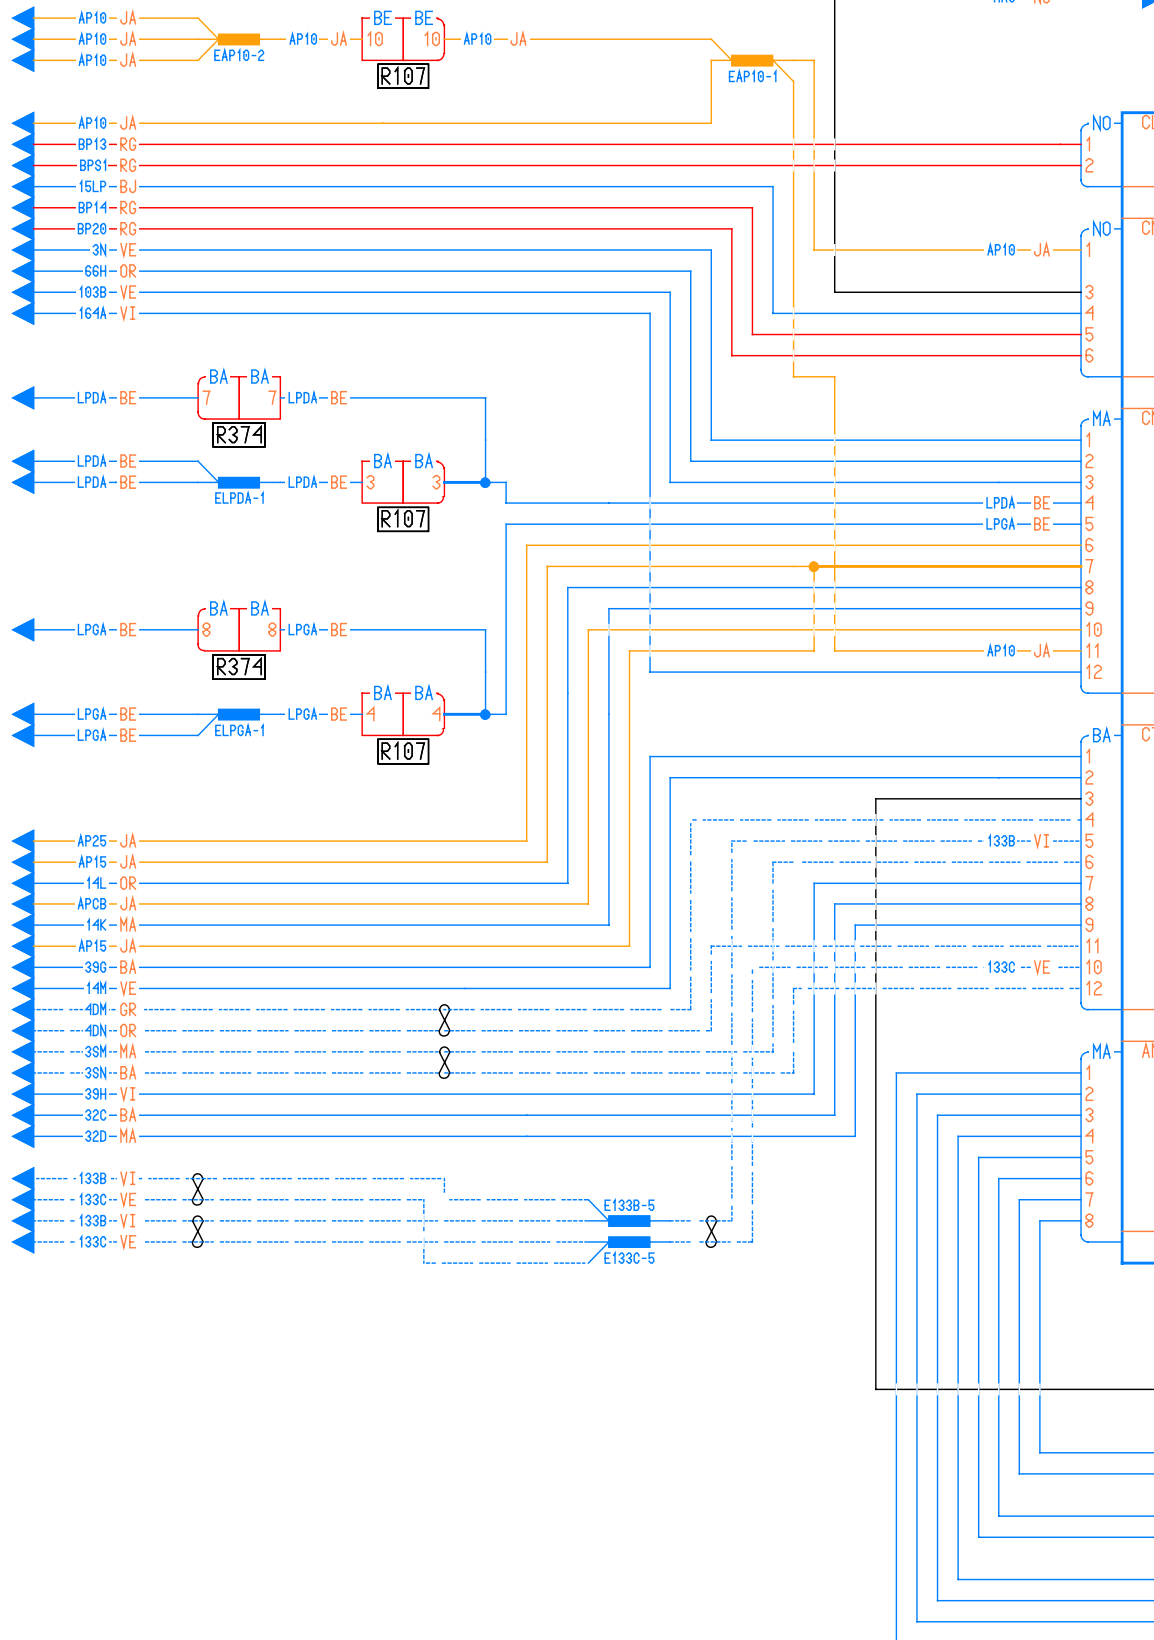 AP10 JA BE BE
AP10 JA AP10 JA 10 10 AP10 JA
AP10 JA EAP10-2 R107 EAP10-1
AP10 JA NO
BP13 RG 1
BPS1 RG 2
15LP BJ
BP14 RG
BP20 RG NO
3N VE AP10 JA 1
66H OR
103B VE 3
164A VI 4
5
6
BA BA
LPDA BE 7 7 LPDA BE
R374 MA
1
LPDA BE BA BA 2
LPDA BE LPDA BE 3 3 3
ELPDA-1 LPDA BE 4
R107 LPGA BE 5
6
7
8
BA BA 9
LPGA BE 8 8 LPGA BE 10
R374 AP10 JA 11
12
BA BA
LPGA BE LPGA BE 4 4
LPGA BE ELPGA-1 BA
R107 1
2
3
4
AP25 JA 133B VI 5
AP15 JA 6
14L OR 7
APCB JA 8
14K MA 9
AP15 JA 11
39G BA 133C VE 10
14M VE 12
4DM GR
4DN OR
3SM MA MA
3SN BA 1
39H VI 2
32C BA 3
32D MA 4
5
133B VI 6
133C VE E133B-5 7
133B VI 8
133C VE E133C-5